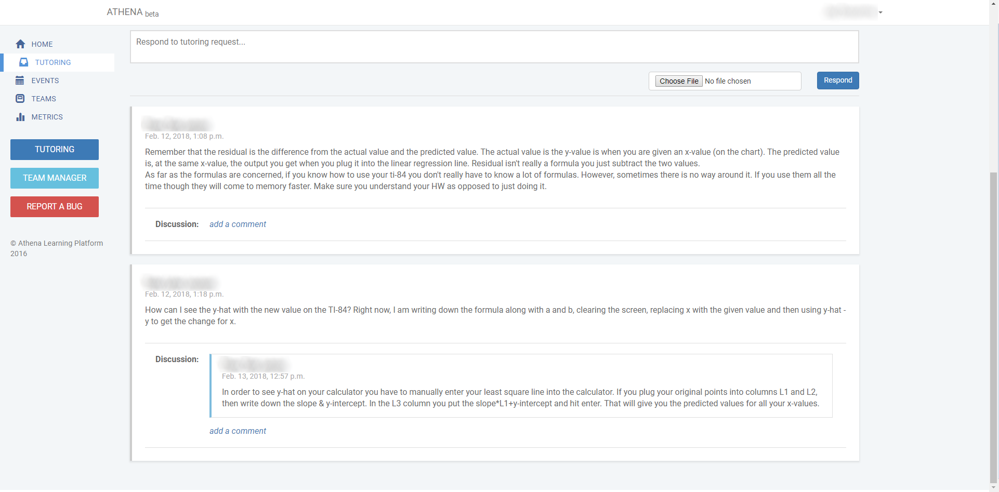 ATHENA beta
HOME
TUTORING
EVENTS
TEAMS
METRICS
TUTORING
TEAM MANAGER
REPORT A BUG
© Athena Learning Platform
2016
Respond to tutoring request...
Choose File No file chosen
Respond
Feb. 12, 2018, 1:08 p.m.
Remember that the residual is the difference from the actual value and the predicted value. The actual value is the y-value is when you are given an x-value (on the chart). The predicted value
is, at the same x-value, the output you get when you plug it into the linear regression line. Residual isn't really a formula you just subtract the two values.
As far as the formulas are concerned, if you know how to use your ti-84 you don't really have to know a lot of formulas. However, sometimes there is no way around it. If you use them all the
time though they will come to memory faster. Make sure you understand your HW as opposed to just doing it.
Discussion: add a comment
Feb. 12, 2018, 1:18 p.m.
How can I see the y-hat with the new value on the TI-84? Right now, I am writing down the formula along with a and b, clearing the screen, replacing x with the given value and then using y-hat -
y to get the change for x.
Discussion:
Feb. 13, 2018, 12:57 p.m.
In order to see y-hat on your calculator you have to manually enter your least square line into the calculator. If you plug your original points into columns L1 and L2,
then write down the slope & y-intercept. In the L3 column you put the slope*L1+y-intercept and hit enter. That will give you the predicted values for all your x-values.
add a comment